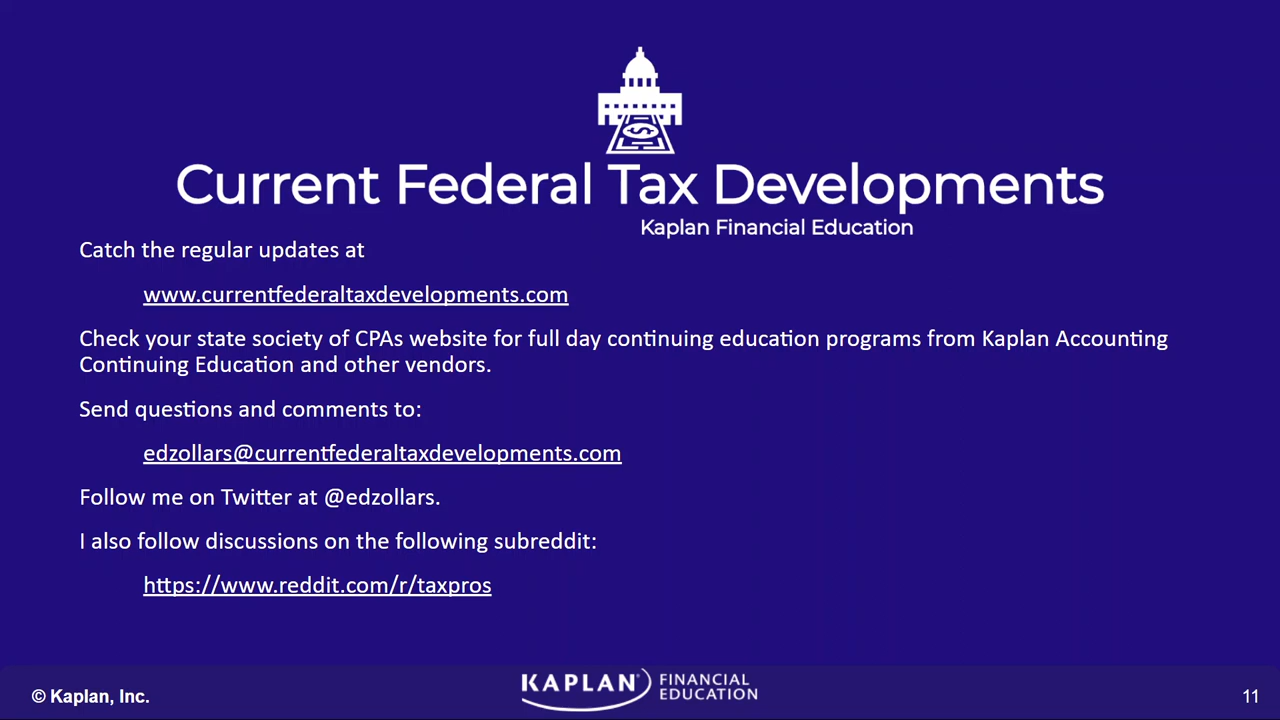 Current Federal Tax Developments
Kaplan Financial Education
Catch the regular updates at
www.currentfederaltaxdevelopments.com
Check your state society of CPAs website for full day continuing education programs from Kaplan Accounting
Continuing Education and other vendors.
Send questions and comments to:
edzollars@currentfederaltaxdevelopments.com
Follow me on Twitter at @edzollars.
I also follow discussions on the following subreddit:
https://www.reddit.com/r/taxpros
© Kaplan, Inc.
KAPLAN
FINANCIAL
EDUCATION
11